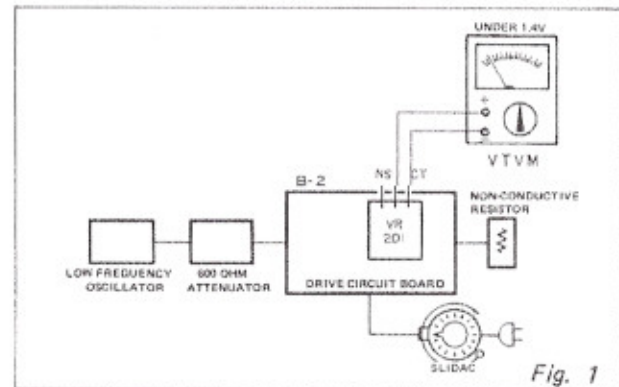 UNDER 1.4V
+
-
VTVM
NS CT
B-2
VR
201
NON-CONDUCTIVE
RESISTOR
LOW FREQUENCY
OSCILLATOR
600 OHM
ATTENUATOR
DRIVE CIRCUIT BOARD
SLIDAC
Fig. 1